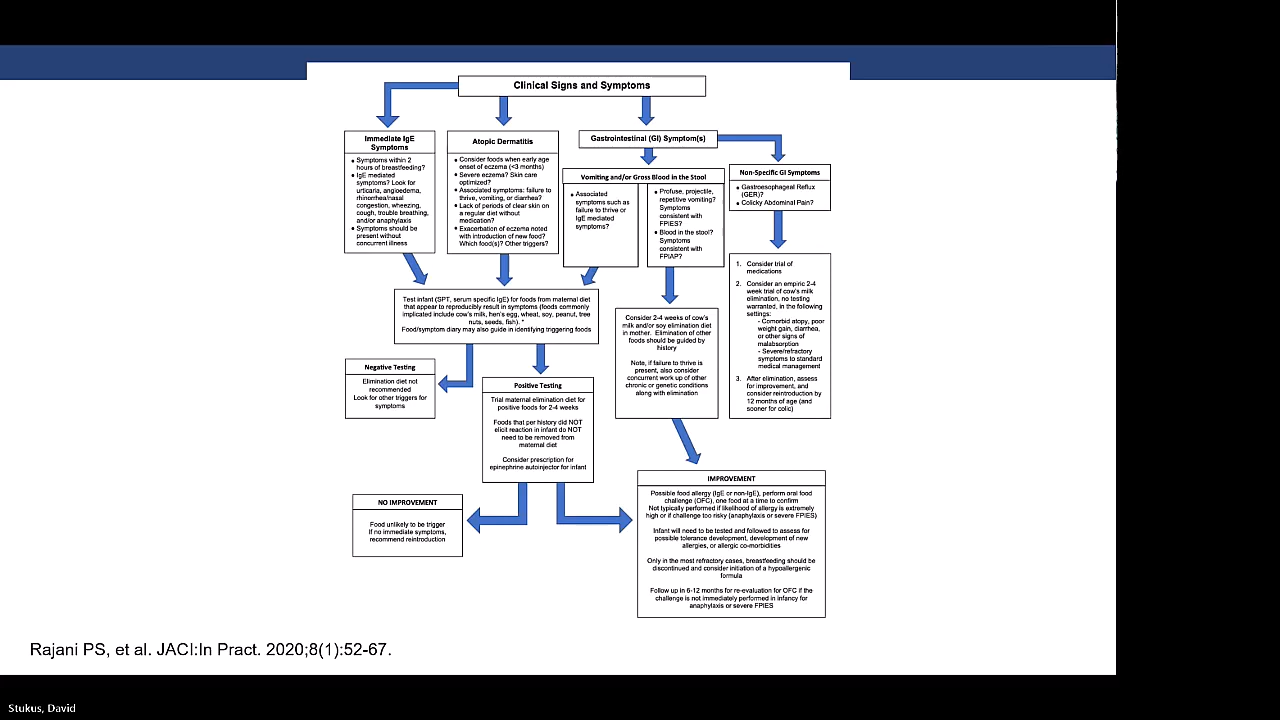 Clinical Signs and Symptoms
Immediate IgE
Symptoms
• Symptoms within 2
hours of breastfeeding?
• IgE mediated
symptoms? Look for
urticaria, angioedema,
rhinorrhea/nasal
congestion, wheezing,
cough, trouble breathing,
and/or anaphylaxis
• Symptoms should be
present without
concurrent illness
Atopic Dermatitis
• Consider foods when early age
onset of eczema (<3 months)
• Severe eczema? Skin care
optimized?
• Associated symptoms: failure to
thrive, vomiting, or diarrhea?
• Lack of periods of clear skin on
a regular diet without
medication?
• Exacerbation of eczema noted
with introduction of new food?
Which food(s)? Other triggers?
Gastrointestinal (GI) Symptom(s)
Vomiting and/or Gross Blood in the Stool
• Associated
symptoms such as
failure to thrive or
IgE mediated
symptoms?
• Profuse, projectile,
repetitive vomiting?
Symptoms
consistent with
FPIES?
• Blood in the stool?
Symptoms
consistent with
FPIAP?
Non-Specific GI Symptoms
• Gastroesophageal Reflux
(GER)?
• Colicky Abdominal Pain?
Test infant (SPT, serum specific IgE) for foods from maternal diet
that appear to reproducibly result in symptoms (foods commonly
implicated include cow's milk, hen's egg, wheat, soy, peanut, tree
nuts, seeds, fish). *
Food/symptom diary may also guide in identifying triggering foods
Consider 2-4 weeks of cow's
milk and/or soy elimination diet
in mother. Elimination of other
foods should be guided by
history
Note, if failure to thrive is
present, also consider
concurrent work up of other
chronic or genetic conditions
along with elimination
1. Consider trial of
medications
2. Consider an empiric 2-4
week trial of cow's milk
elimination, no testing
warranted, in the following
settings:
- Comorbid atopy, poor
weight gain, diarrhea,
or other signs of
malabsorption
- Severe/refractory
symptoms to standard
medical management
3. After elimination, assess
for improvement, and
consider reintroduction by
12 months of age (and
sooner for colic)
Negative Testing
Elimination diet not
recommended
Look for other triggers for
symptoms
Positive Testing
Trial maternal elimination diet for
positive foods for 2-4 weeks
Foods that per history did NOT
elicit reaction in infant do NOT
need to be removed from
maternal diet
Consider prescription for
epinephrine autoinjector for infant
NO IMPROVEMENT
Food unlikely to be trigger
If no immediate symptoms,
recommend reintroduction
IMPROVEMENT
Possible food allergy (IgE or non-IgE), perform oral food
challenge (OFC), one food at a time to confirm
Not typically performed if likelihood of allergy is extremely
high or if challenge too risky (anaphylaxis or severe FPIES)
Infant will need to be tested and followed to assess for
possible tolerance development, development of new
allergies, or allergic co-morbidities
Only in the most refractory cases, breastfeeding should be
discontinued and consider initiation of a hypoallergenic
formula
Follow up in 6-12 months for re-evaluation for OFC if the
challenge is not immediately performed in infancy for
anaphylaxis or severe FPIES
Rajani PS, et al. JACI:In Pract. 2020;8(1):52-67.
Stukus, David